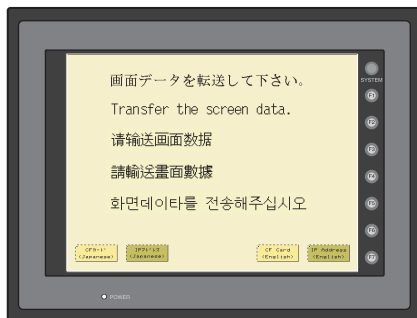 画面データを転送して下さい。
Transfer the screen data.
请输送画面数据
請輸送畫面數據
화면데이타를 전송해주십시오
SYSTEM
F1
F2
F3
F4
F5
F6
F7
CFｶｰﾄﾞ
(Japanese)
IPｱﾄﾞﾚｽ
(Japanese)
CF Card
(English)
IP Address
(English)
POWER